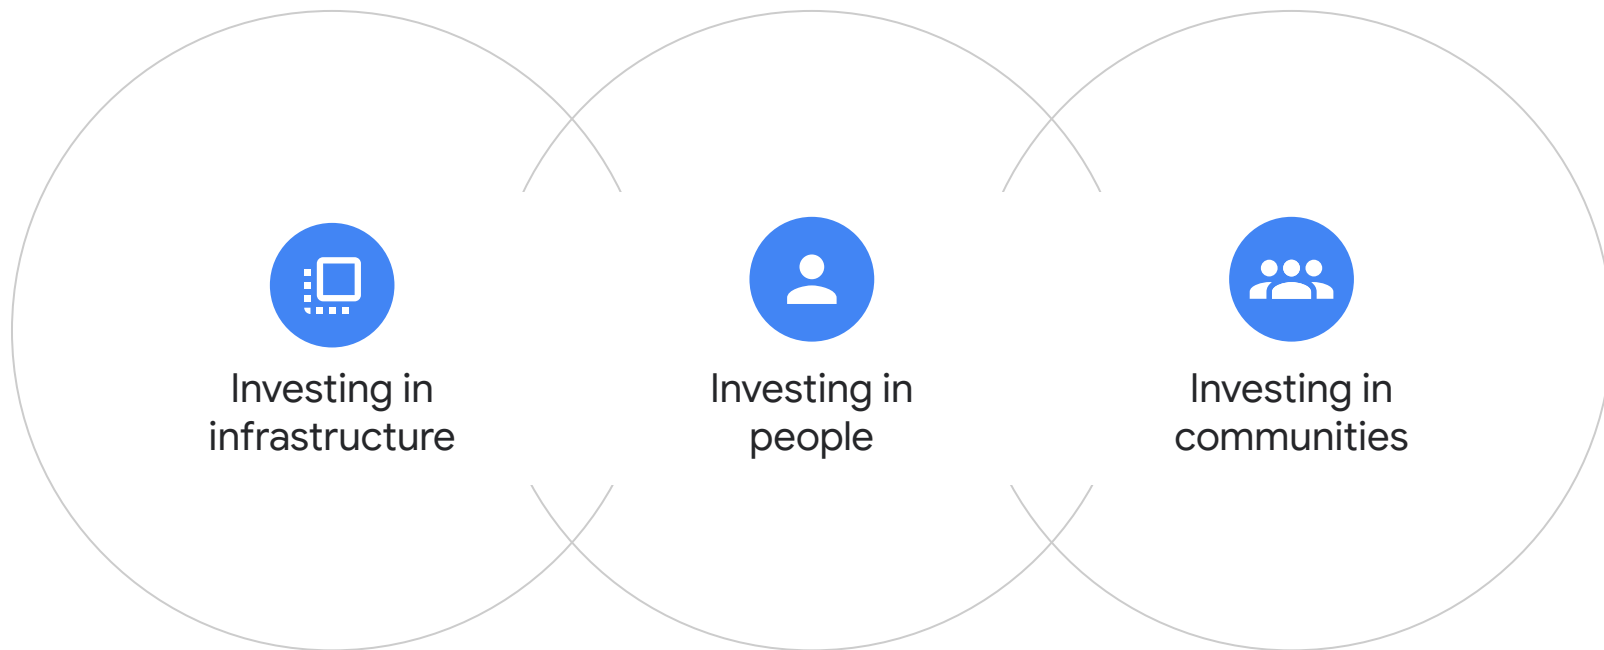 Investing in
infrastructure
Investing in
people
Investing in
communities